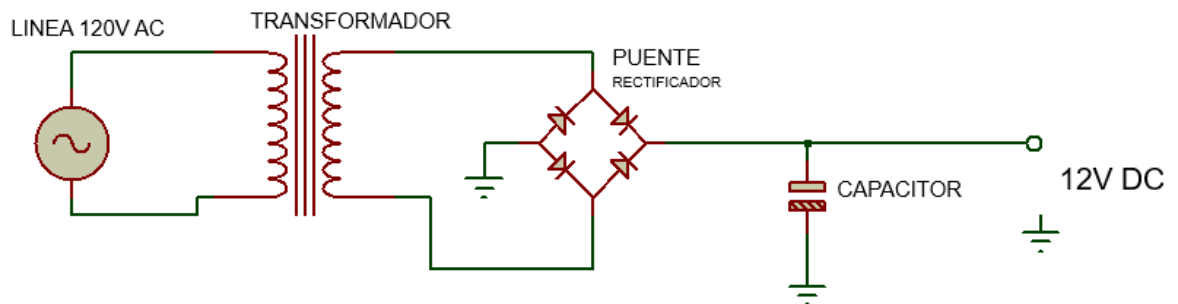 LINEA 120V AC
TRANSFORMADOR
PUENTE
RECTIFICADOR
CAPACITOR
12V DC